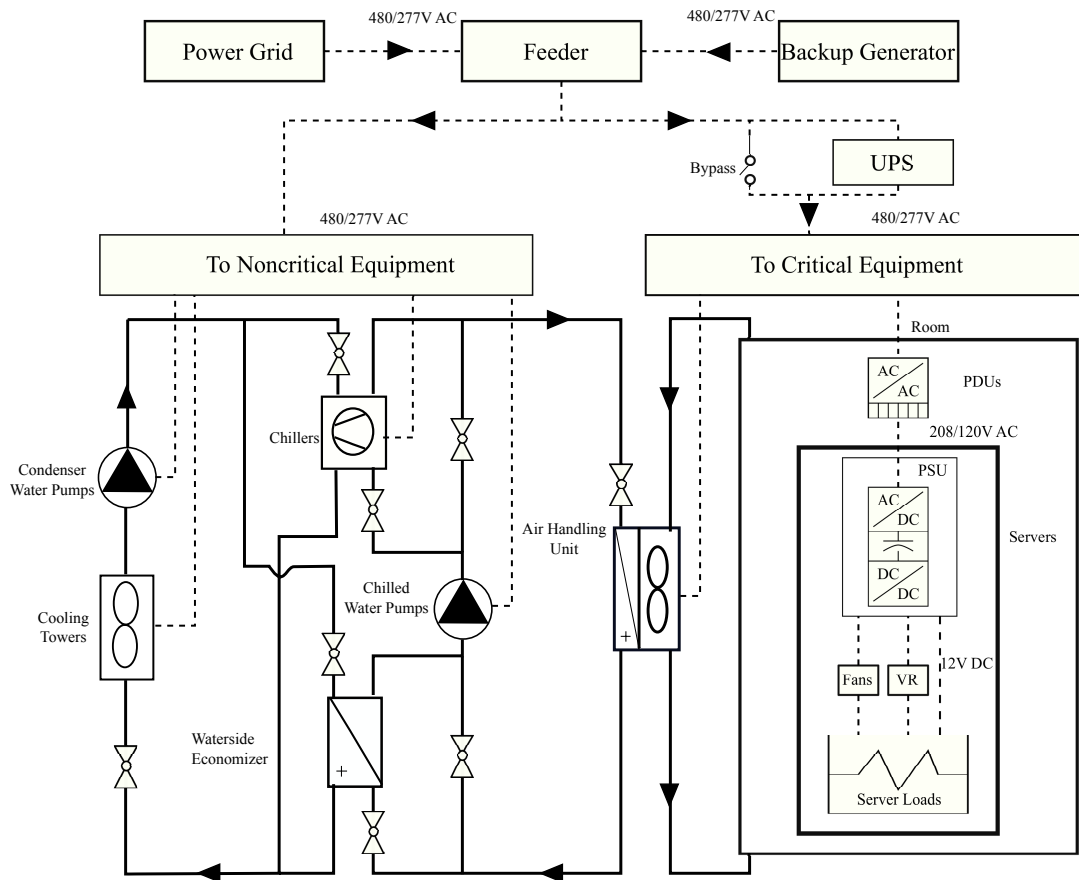 480/277V AC
480/277V AC
Power Grid
Feeder
Backup Generator
Bypass
UPS
480/277V AC
480/277V AC
To Noncritical Equipment
To Critical Equipment
Room
AC
AC
PDUs
208/120V AC
Chillers
PSU
Condenser
Water Pumps
AC
DC
Air Handling
Unit
Servers
DC
DC
Chilled
Water Pumps
Cooling
Towers
+
12V DC
Fans
VR
Waterside
Economizer
+
Server Loads